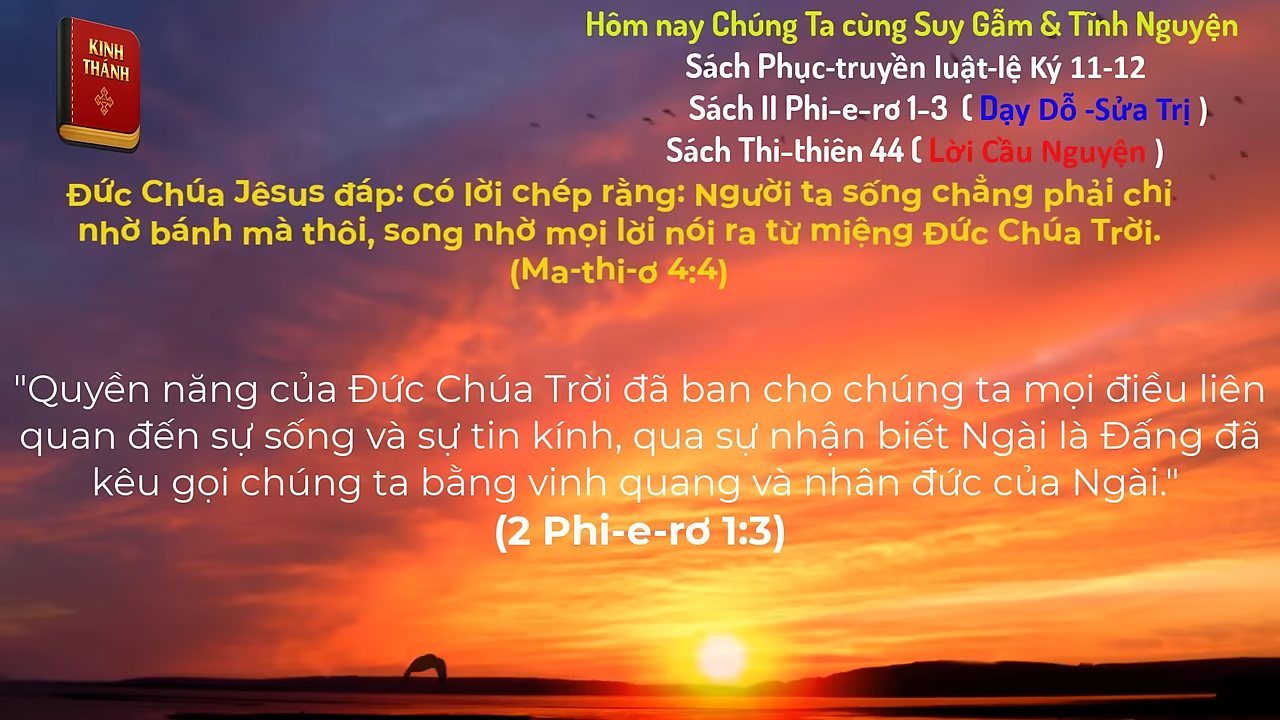 KINH
THÁNH
Hôm nay Chúng Ta cùng Suy Gẫm & Tĩnh Nguyện
Sách Phục-truyền luật-lệ Ký 11-12
Sách II Phi-e-rơ 1-3 ( Dạy Dỗ -Sửa Trị )
Sách Thi-thiên 44 ( Lời Cầu Nguyện )
Đức Chúa Jêsus đáp: Có lời chép rằng: Người ta sống chẳng phải chỉ
nhờ bánh mà thôi, song nhờ mọi lời nói ra từ miệng Đức Chúa Trời.
(Ma-thi-ơ 4:4)
"Quyền năng của Đức Chúa Trời đã ban cho chúng ta mọi điều liên
quan đến sự sống và sự tin kính, qua sự nhận biết Ngài là Đấng đã
kêu gọi chúng ta bằng vinh quang và nhân đức của Ngài."
(2 Phi-e-rơ 1:3)